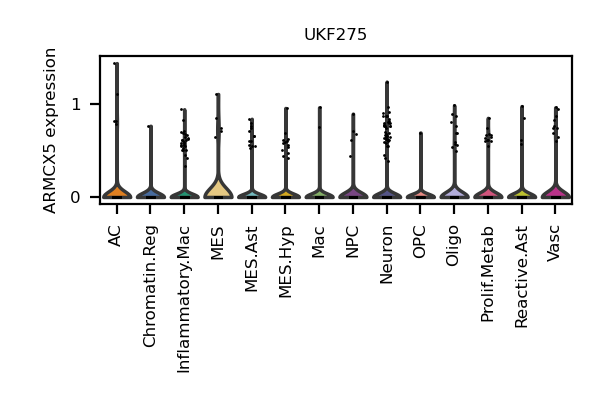 UKF275
ARMCX5 expression
1
0
AC
Chromatin.Reg
Inflammatory.Mac
MES
MES.Ast
MES.Hyp
Mac
NPC
Neuron
OPC
Oligo
Prolif.Metab
Reactive.Ast
Vasc